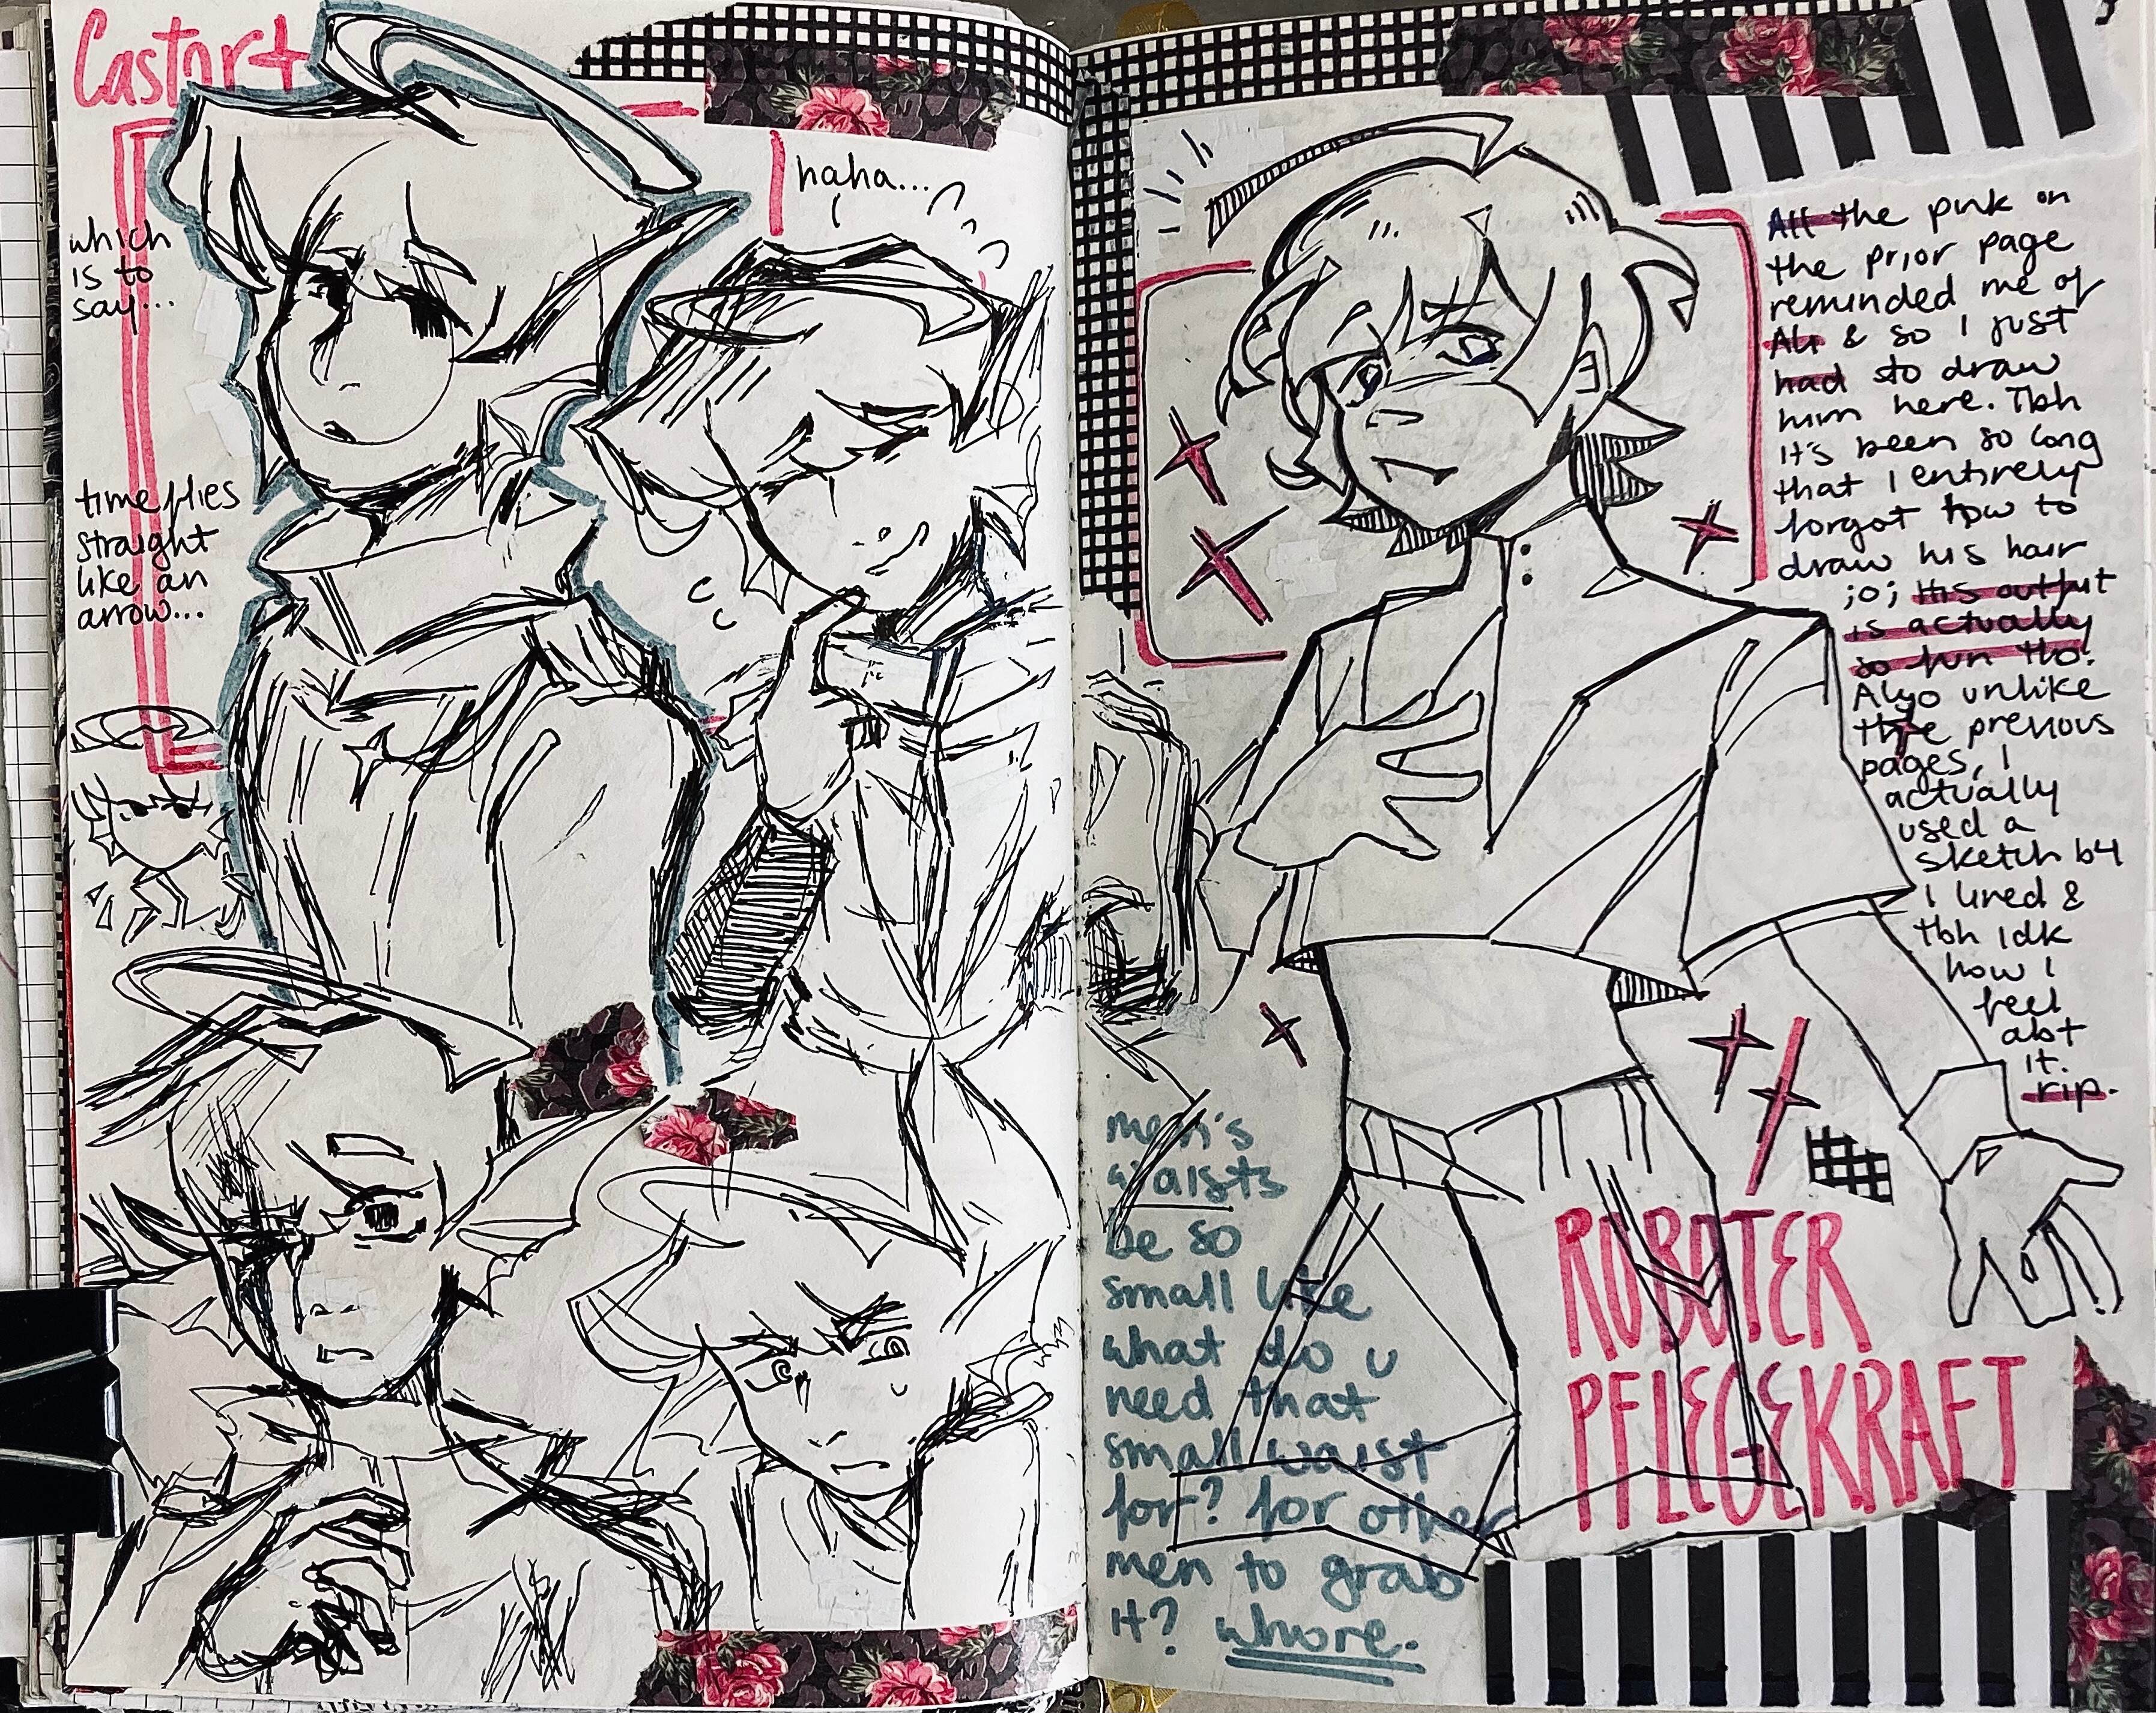 Castor+
which
is to
say...
time flies
straight
like an
arrow...
haha...
All the pink on
the prior page
reminded me of
Ali & so I just
had sto draw
him here. Tbh
it's been so long
that I entirely
forgot how to
draw his hair
;o; His outfit
is actually
so fun tho!
Also unlike
the previous
pages, I
actually
used a
sketch b4
I lined &
tbh idk
how I
feel
abt
it.
rip.
men's
waists
be so
small like
what do u
need that
small waist
for? for other
men to grab
it? whore.
ROBOTER
PFLEGEKRAFT